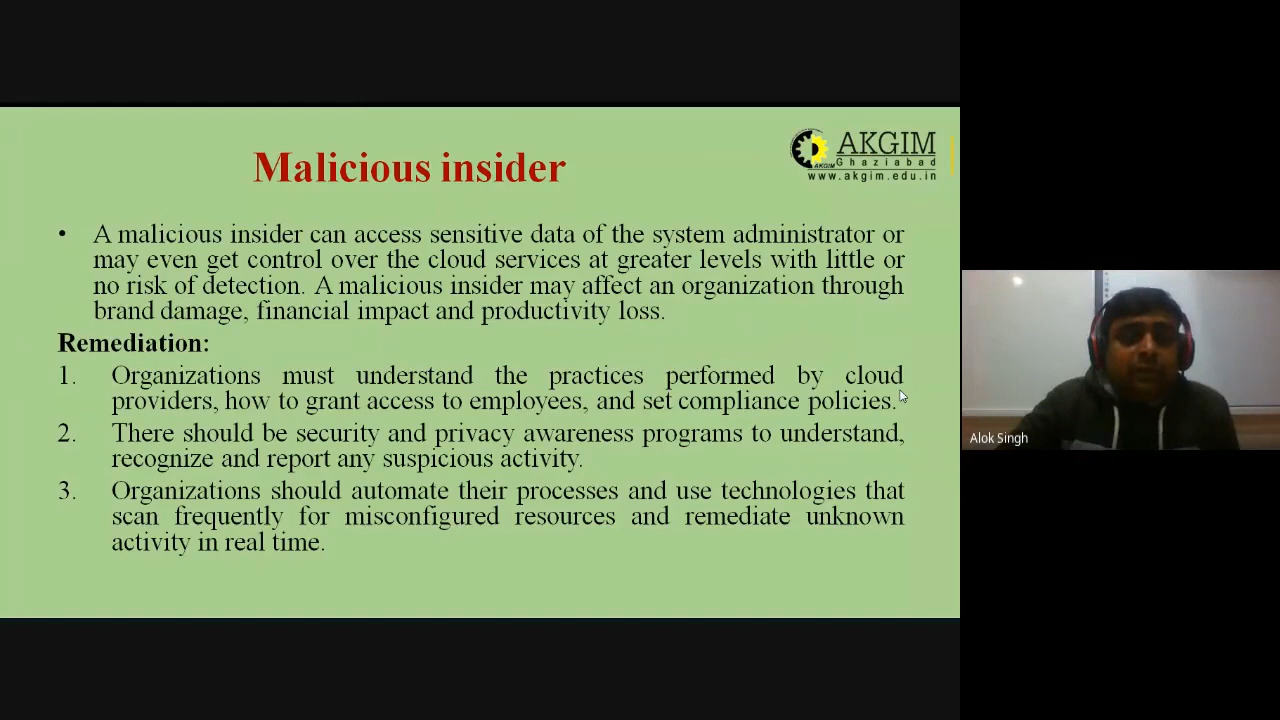 Malicious insider
AKGIM
Ghaziabad
AKGIM
www.akgim.edu.in
• A malicious insider can access sensitive data of the system administrator or
may even get control over the cloud services at greater levels with little or
no risk of detection. A malicious insider may affect an organization through
brand damage, financial impact and productivity loss.
Remediation:
1. Organizations must understand the practices performed by cloud
providers, how to grant access to employees, and set compliance policies.
2. There should be security and privacy awareness programs to understand,
recognize and report any suspicious activity.
3. Organizations should automate their processes and use technologies that
scan frequently for misconfigured resources and remediate unknown
activity in real time.
Alok Singh